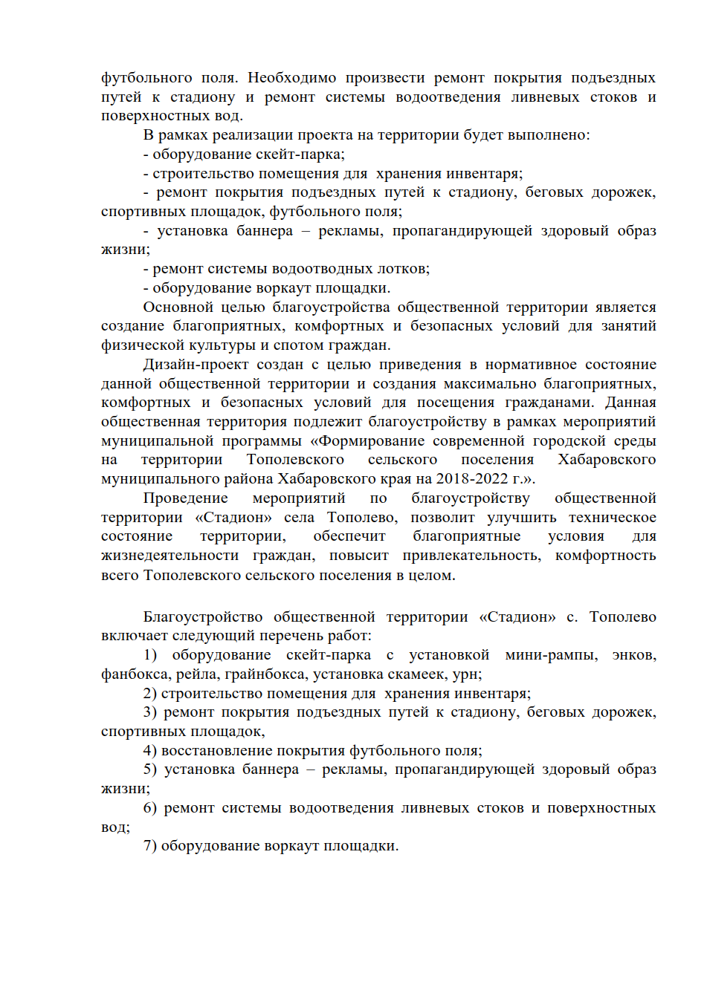 футбольного поля. Необходимо произвести ремонт покрытия подъездных
путей к стадиону и ремонт системы водоотведения ливневых стоков и
поверхностных вод.
В рамках реализации проекта на территории будет выполнено:
- оборудование скейт-парка;
- строительство помещения для  хранения инвентаря;
- ремонт покрытия подъездных путей к стадиону, беговых дорожек,
спортивных площадок, футбольного поля;
- установка баннера – рекламы, пропагандирующей здоровый образ
жизни;
- ремонт системы водоотводных лотков;
- оборудование воркаут площадки.
Основной целью благоустройства общественной территории является
создание благоприятных, комфортных и безопасных условий для занятий
физической культуры и спотом граждан.
Дизайн-проект создан с целью приведения в нормативное состояние
данной общественной территории и создания максимально благоприятных,
комфортных и безопасных условий для посещения гражданами. Данная
общественная территория подлежит благоустройству в рамках мероприятий
муниципальной программы «Формирование современной городской среды
на территории Тополевского сельского поселения Хабаровского
муниципального района Хабаровского края на 2018-2022 г.».
Проведение мероприятий по благоустройству общественной
территории «Стадион» села Тополево, позволит улучшить техническое
состояние территории, обеспечит благоприятные условия для
жизнедеятельности граждан, повысит привлекательность, комфортность
всего Тополевского сельского поселения в целом.
Благоустройство общественной территории «Стадион» с. Тополево
включает следующий перечень работ:
1) оборудование скейт-парка с установкой мини-рампы, энков,
фанбокса, рейла, грайнбокса, установка скамеек, урн;
2) строительство помещения для  хранения инвентаря;
3) ремонт покрытия подъездных путей к стадиону, беговых дорожек,
спортивных площадок,
4) восстановление покрытия футбольного поля;
5) установка баннера – рекламы, пропагандирующей здоровый образ
жизни;
6) ремонт системы водоотведения ливневых стоков и поверхностных
вод;
7) оборудование воркаут площадки.